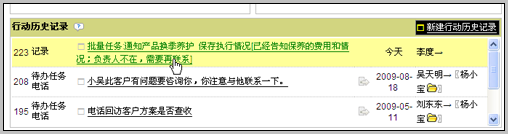 行动历史记录 新建行动历史记录
223 记录 批量任务 通知产品换季养护 保存执行情况[已经告知保养的费用和情
况：负责人不在，需要再联系] 今天 李度→
208 待办任务 小吴此客户有问题要咨询你，你注意与他联系一下。 2009-08-18 吴天明→〖杨小宝〗
195 待办任务 电话回访客户方案是否查收 2009-05-11 刘东东→〖杨小宝〗